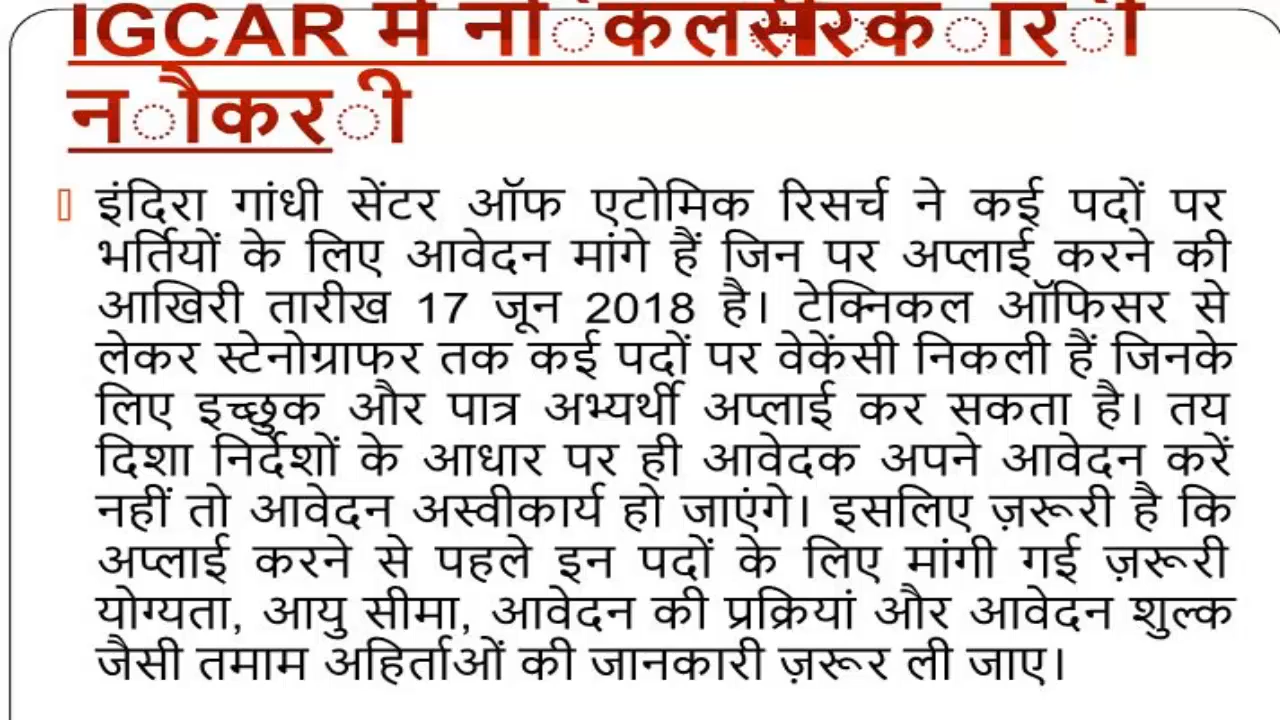 IGCAR में निकली सरकारी
नौकरी
इंदिरा गांधी सेंटर ऑफ एटोमिक रिसर्च ने कई पदों पर
भर्तियों के लिए आवेदन मांगे हैं जिन पर अप्लाई करने की
आखिरी तारीख 17 जून 2018 है। टेक्निकल ऑफिसर से
लेकर स्टेनोग्राफर तक कई पदों पर वेकेंसी निकली हैं जिनके
लिए इच्छुक और पात्र अभ्यर्थी अप्लाई कर सकता है। तय
दिशा निर्देशों के आधार पर ही आवेदक अपने आवेदन करें
नहीं तो आवेदन अस्वीकार्य हो जाएंगे। इसलिए ज़रूरी है कि
अप्लाई करने से पहले इन पदों के लिए मांगी गई ज़रूरी
योग्यता, आयु सीमा, आवेदन की प्रक्रियां और आवेदन शुल्क
जैसी तमाम अहिर्ताओं की जानकारी ज़रूर ली जाए।